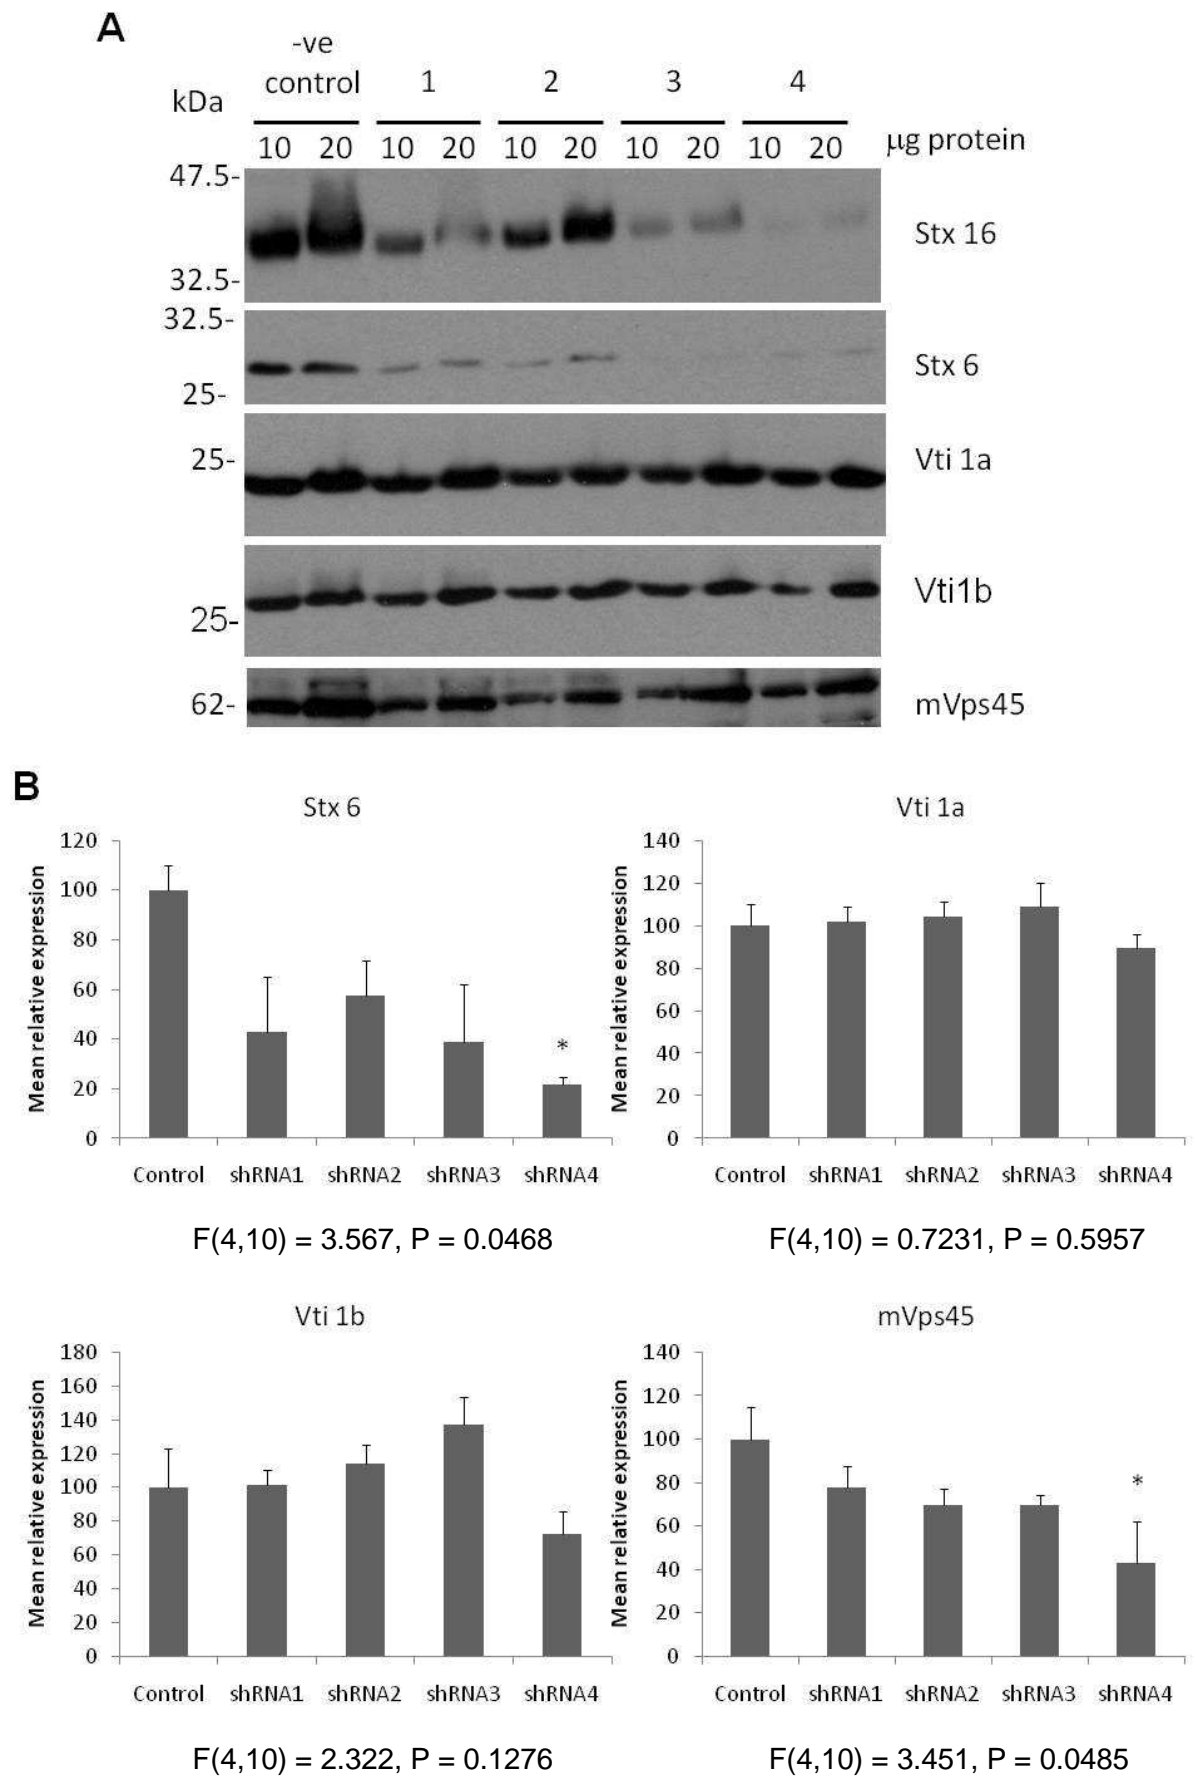 A
-ve
control 1 2 3 4
kDa
10 20 10 20 10 20 10 20 10 20 µg protein
47.5-
Stx 16
32.5-
32.5-
Stx 6
25-
25- Vti 1a
Vti1b
25-
62- mVps45
B
Stx 6
Mean relative expression
120
100
80
60
40
20
0
*
Control shRNA1 shRNA2 shRNA3 shRNA4
F(4,10) = 3.567, P = 0.0468
Vti 1a
Mean relative expression
140
120
100
80
60
40
20
0
Control shRNA1 shRNA2 shRNA3 shRNA4
F(4,10) = 0.7231, P = 0.5957
Vti 1b
Mean relative expression
180
160
140
120
100
80
60
40
20
0
Control shRNA1 shRNA2 shRNA3 shRNA4
F(4,10) = 2.322, P = 0.1276
mVps45
Mean relative expression
140
120
100
80
60
40
20
0
*
Control shRNA1 shRNA2 shRNA3 shRNA4
F(4,10) = 3.451, P = 0.0485